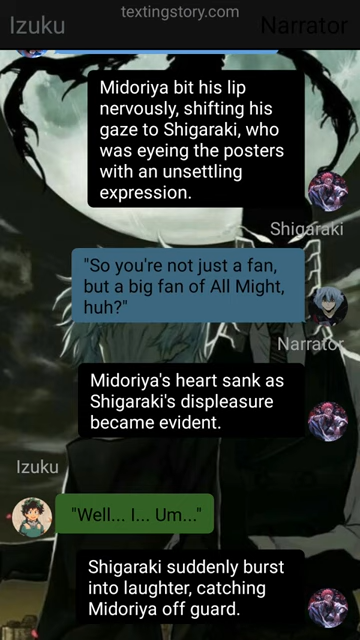 textingstory.com
Izuku
Narrator
Midoriya bit his lip
nervously, shifting his
gaze to Shigaraki, who
was eyeing the posters
with an unsettling
expression.
Shigaraki
"So you're not just a fan,
but a big fan of All Might,
huh?"
Narrator
Midoriya's heart sank as
Shigaraki's displeasure
became evident.
Izuku
"Well... I... Um..."
Shigaraki suddenly burst
into laughter, catching
Midoriya off guard.